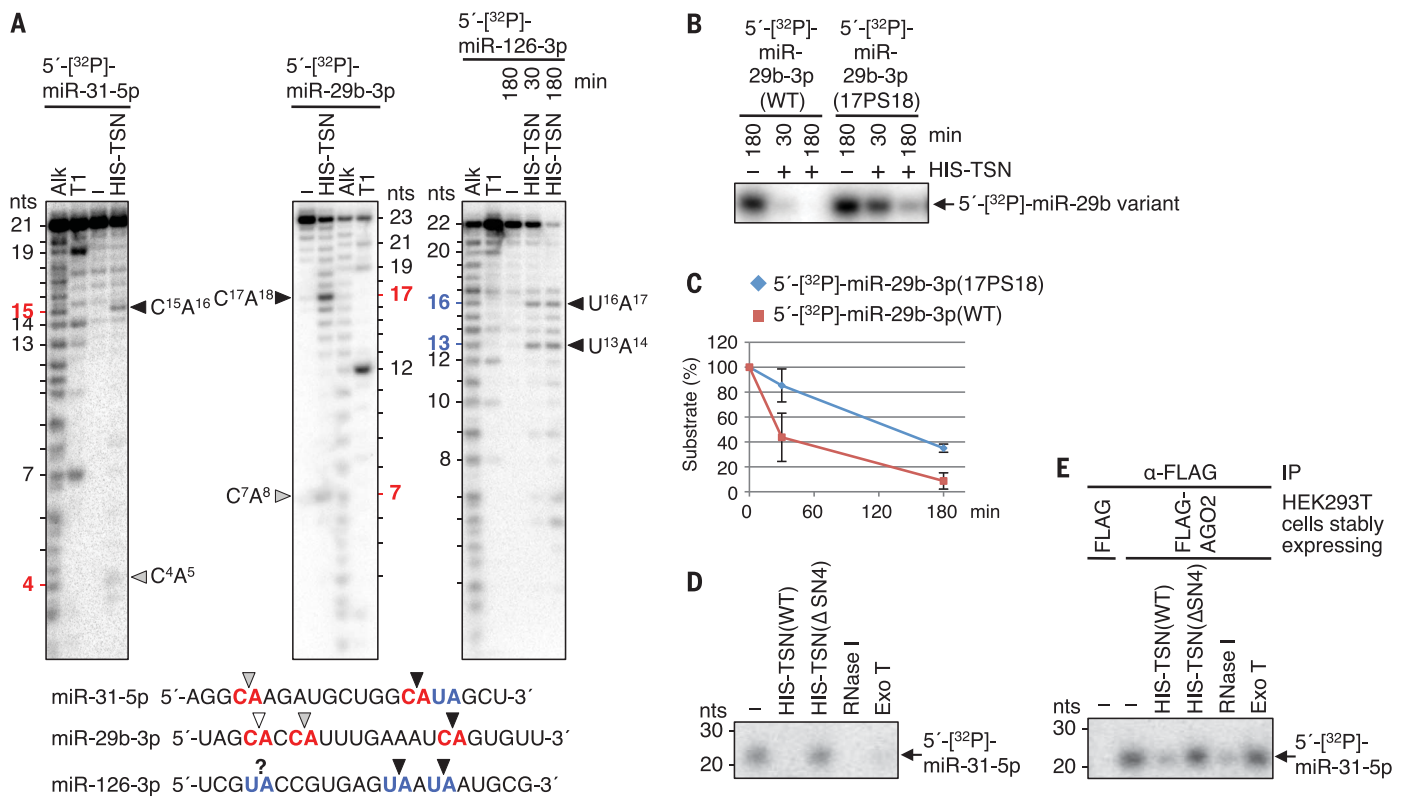 A
5´-[32P]-
miR-31-5p
Alk
T1
–
HIS-TSN
nts
21
19
15
14
13
7
4
C15A16
C4A5
5´-[32P]-
miR-29b-3p
–
HIS-TSN
Alk
T1
nts
23
21
19
17
12
7
C17A18
C7A8
5´-[32P]-
miR-126-3p
180
30
180
min
Alk
T1
–
HIS-TSN
HIS-TSN
nts
22
20
16
13
12
10
8
U16A17
U13A14
miR-31-5p 5´-AGGCAAGAUGCUGGCAUAGCU-3´
miR-29b-3p 5´-UAGCACCAUUUGAAAUCAGUGUU-3´
?
miR-126-3p 5´-UCGUACCGUGAGUAAUAAUGCG-3´
B
5´-[32P]-
miR-
29b-3p
(WT)
5´-[32P]-
miR-
29b-3p
(17PS18)
180 30 180 180 30 180 min
– + + – + + HIS-TSN
5´-[32P]-miR-29b variant
C
5´-[32P]-miR-29b-3p(17PS18)
5´-[32P]-miR-29b-3p(WT)
Substrate (%)
120
100
80
60
40
20
0
0 60 120 180 min
D
–
HIS-TSN(WT)
HIS-TSN(Δ SN4)
RNase I
Exo T
nts
30
20
5´-[32P]-
miR-31-5p
E
α-FLAG IP
FLAG
FLAG-
AGO2
HEK293T
cells stably
expressing
–
–
HIS-TSN(WT)
HIS-TSN(ΔSN4)
RNase I
Exo T
nts
30
20
5´-[32P]-
miR-31-5p